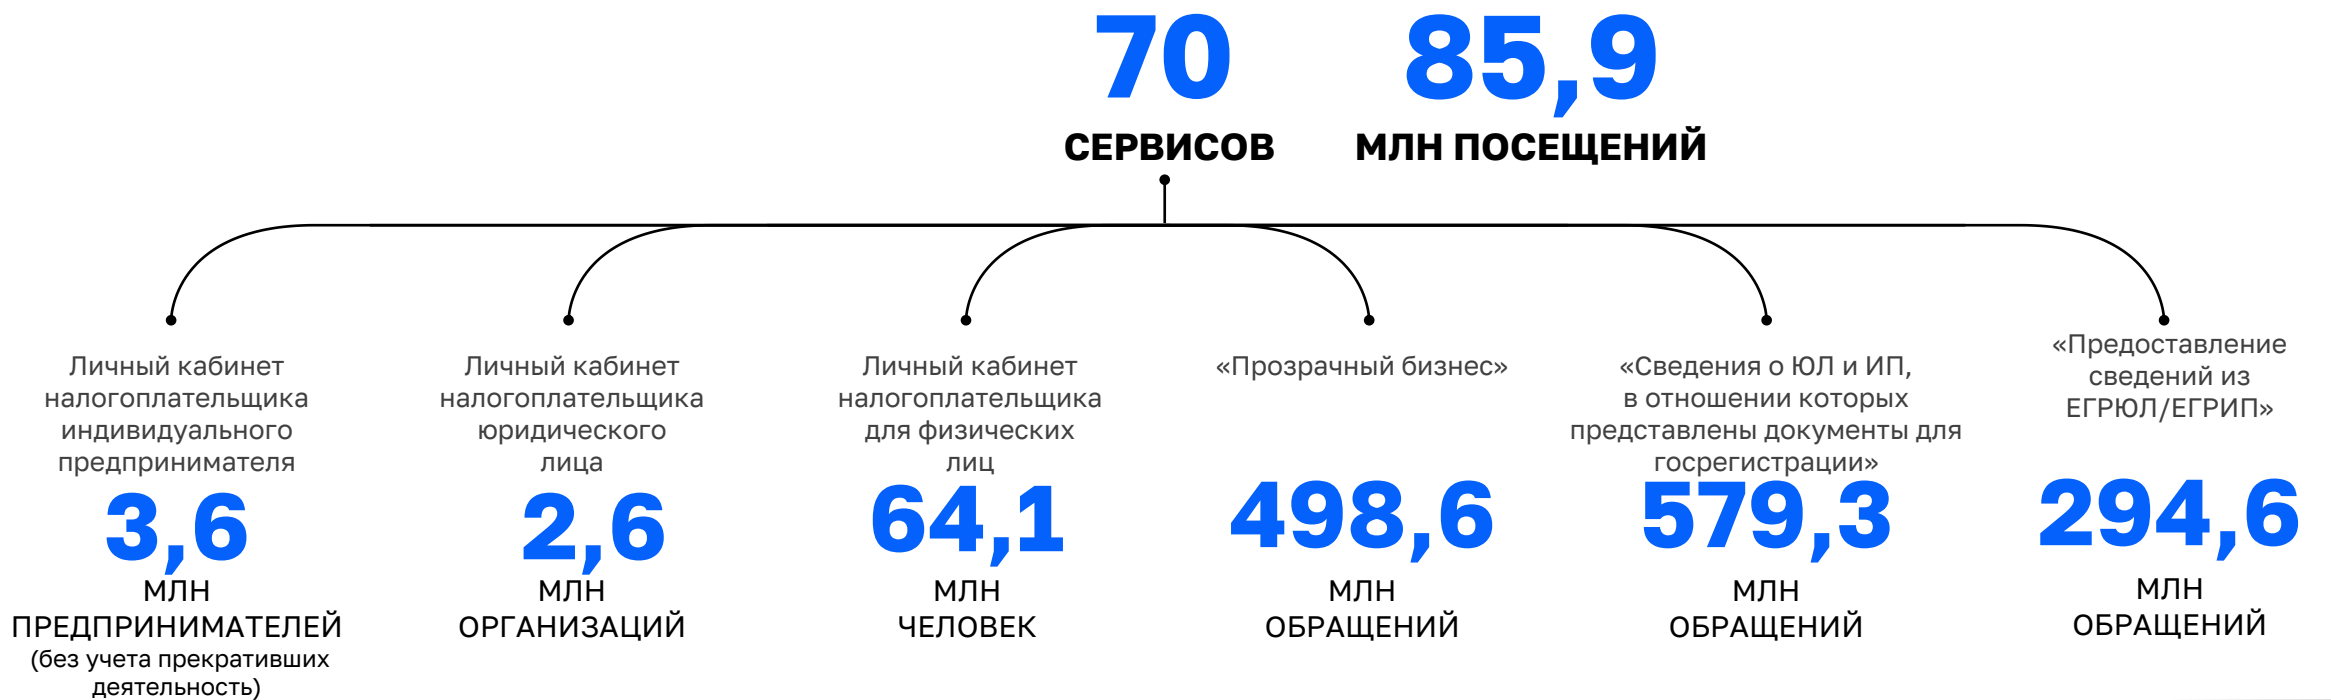 70
СЕРВИСОВ
85,9
МЛН ПОСЕЩЕНИЙ
Личный кабинет
налогоплательщика
индивидуального
предпринимателя
3,6
МЛН
ПРЕДПРИНИМАТЕЛЕЙ
(без учета прекративших
деятельность)
Личный кабинет
налогоплательщика
юридического
лица
2,6
МЛН
ОРГАНИЗАЦИЙ
Личный кабинет
налогоплательщика
для физических
лиц
64,1
МЛН
ЧЕЛОВЕК
«Прозрачный бизнес»
498,6
МЛН
ОБРАЩЕНИЙ
«Сведения о ЮЛ и ИП,
в отношении которых
представлены документы для
госрегистрации»
579,3
МЛН
ОБРАЩЕНИЙ
«Предоставление
сведений из
ЕГРЮЛ/ЕГРИП»
294,6
МЛН
ОБРАЩЕНИЙ